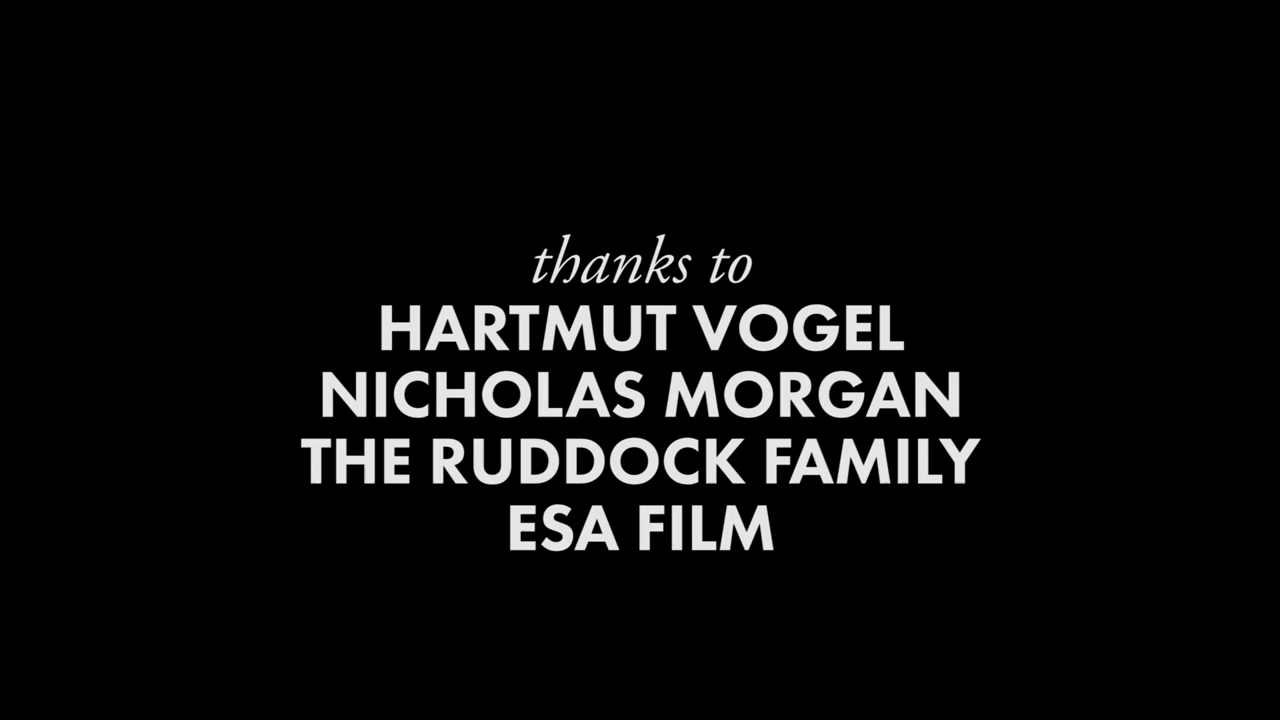 thanks to
HARTMUT VOGEL
NICHOLAS MORGAN
THE RUDDOCK FAMILY
ESA FILM